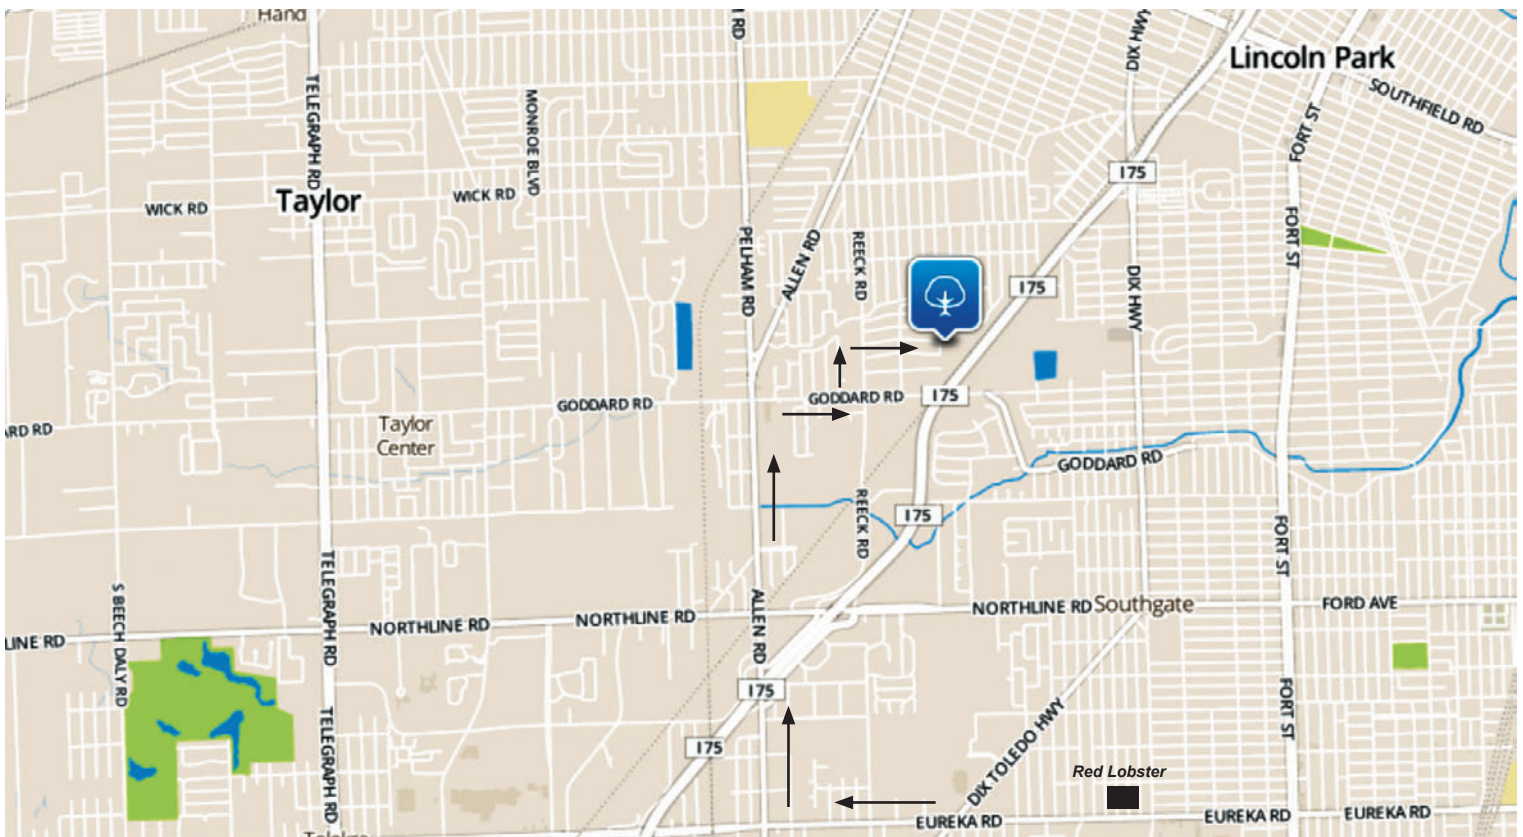 Hand
RD
DIX HWY
Lincoln Park
TELEGRAPH RD
MONROE BLVD
SOUTHFIELD RD
FORT ST
I 75
WICK RD
Taylor
WICK RD
PELHAM RD
ALLEN RD
REECK RD
FORT ST
I 75
DIX HWY
GODDARD RD
GODDARD RD
I 75
ARD RD
Taylor
Center
GODDARD RD
REECK RD
I 75
FORT ST
TELEGRAPH RD
S BEECH DALY RD
ALLEN RD
NORTHLINE RD
Southgate
FORD AVE
LINE RD
NORTHLINE RD
NORTHLINE RD
I 75
FORT ST
TELEGRAPH RD
I 75
DIX TOLEDO HWY
Red Lobster
EUREKA RD
EUREKA RD
EUREKA RD